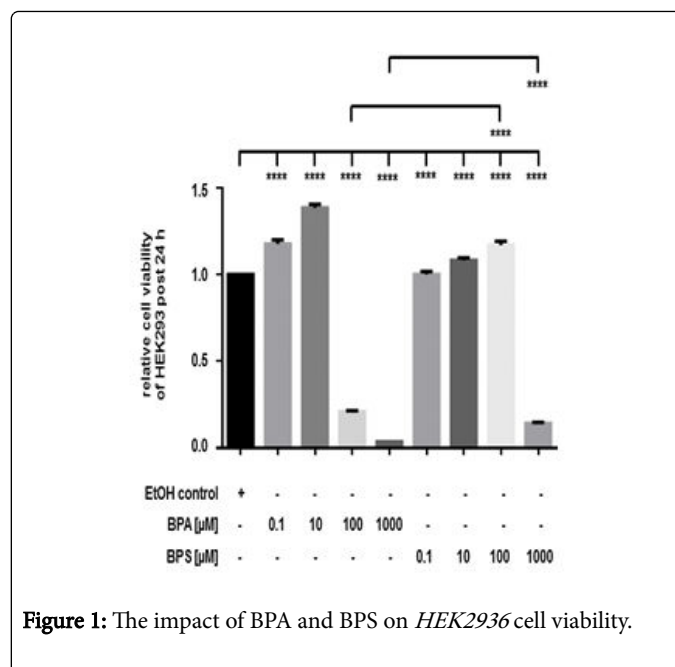 ****
****
**** **** **** **** **** **** **** ****
1.5
1.0
0.5
0.0
relative cell viability
of HEK293 post 24 h
EtOH control + - - - - - - - -
BPA [µM] - 0.1 10 100 1000 - - - -
BPS [µM] - - - - - 0.1 10 100 1000
Figure 1: The impact of BPA and BPS on HEK2936 cell viability.